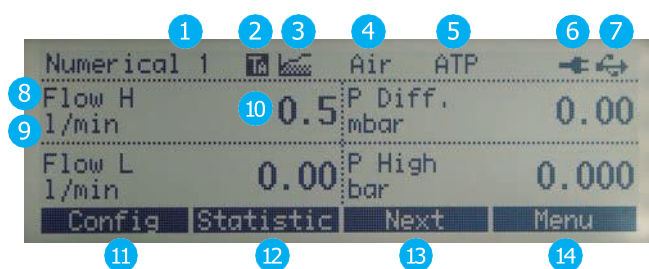 1 2 3 4 5 6 7
Numerical 1 TA Air ATP
8 Flow H 10 0.5 P Diff. 0.00
9 l/min mbar
Flow L 0.00 P High 0.000
l/min bar
Config Statistic Next Menu
11 12 13 14